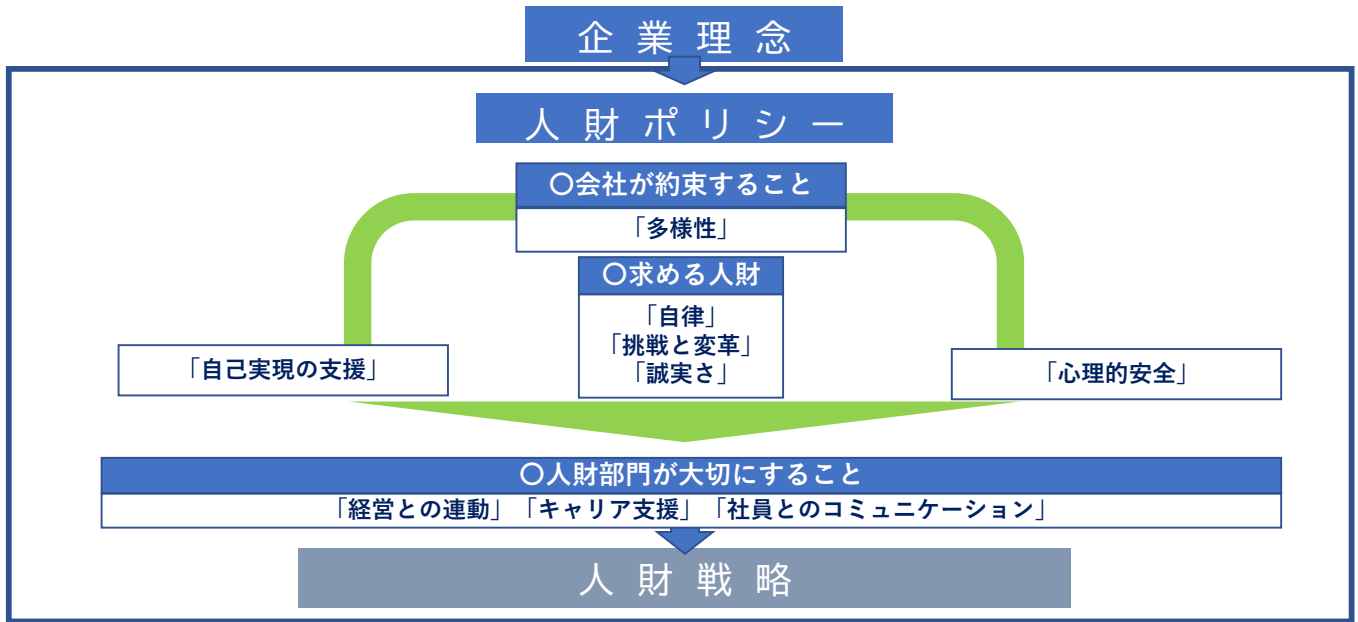 企業理念
人財ポリシー
〇会社が約束すること
「多様性」
〇求める人財
「自律」
「挑戦と変革」
「誠実さ」
「自己実現の支援」
「心理的安全」
〇人財部門が大切にすること
「経営との連動」「キャリア支援」「社員とのコミュニケーション」
人財戦略